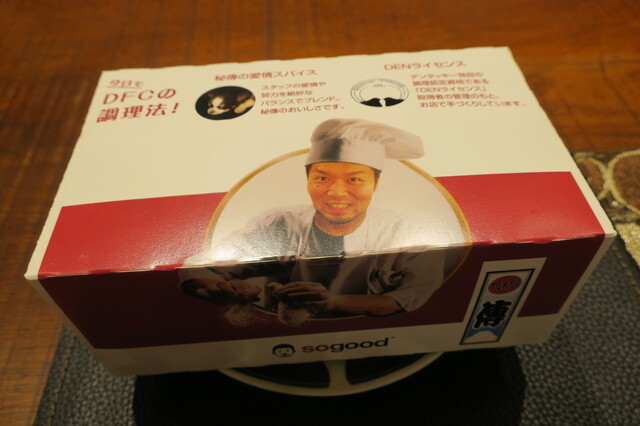 今日も
DFCの
調理法!
秘傳の愛情スパイス
スタッフの愛情や
努力を絶妙な
バランスでブレンド。
秘傳のおいしさです。
DENライセンス
デンタッキー独自の
調理認定資格である
「DENライセンス」
取得者の管理のもと、
お店で手づくりしています。
sogood
傳